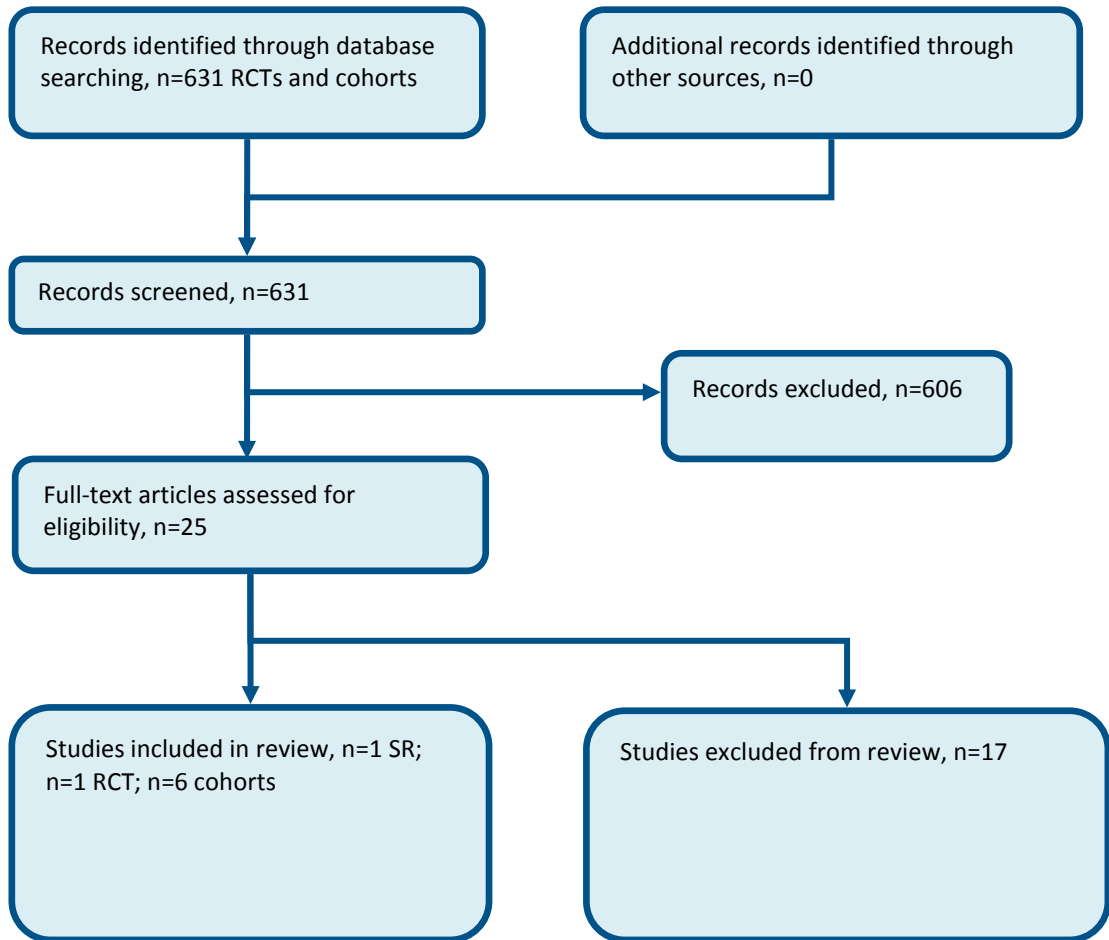 Records identified through database
searching, n=631 RCTs and cohorts
Additional records identified through
other sources, n=0
Records screened, n=631
Records excluded, n=606
Full-text articles assessed for
eligibility, n=25
Studies included in review, n=1 SR;
n=1 RCT; n=6 cohorts
Studies excluded from review, n=17